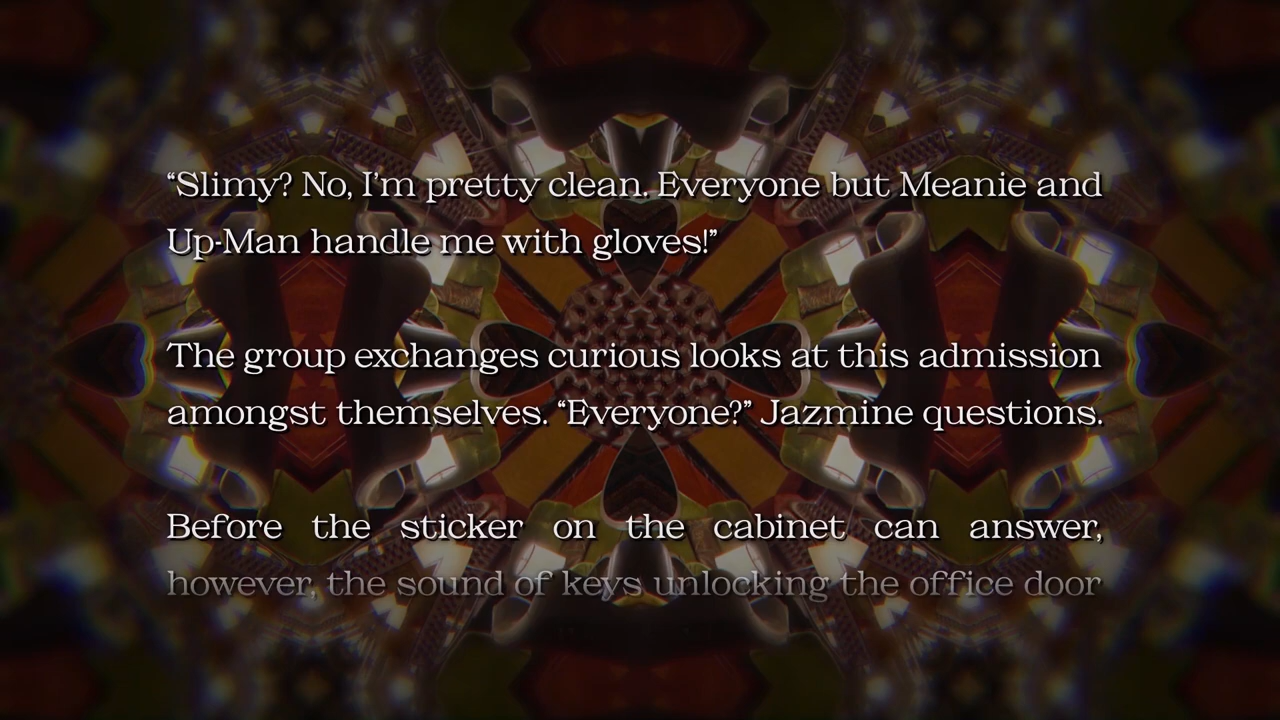 “Slimy? No, I’m pretty clean. Everyone but Meanie and
Up-Man handle me with gloves!”
The group exchanges curious looks at this admission
amongst themselves. “Everyone?” Jazmine questions.
Before the sticker on the cabinet can answer,
however, the sound of keys unlocking the office door